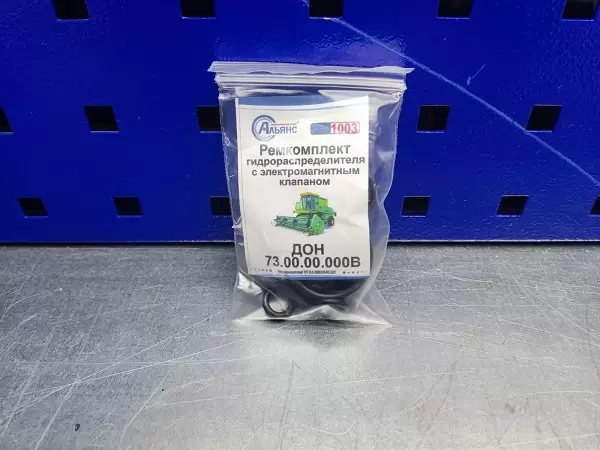 Альянс 1003
Ремкомплект
гидрораспределителя
с электромагнитным
клапаном
ДОН
73.00.00.000В